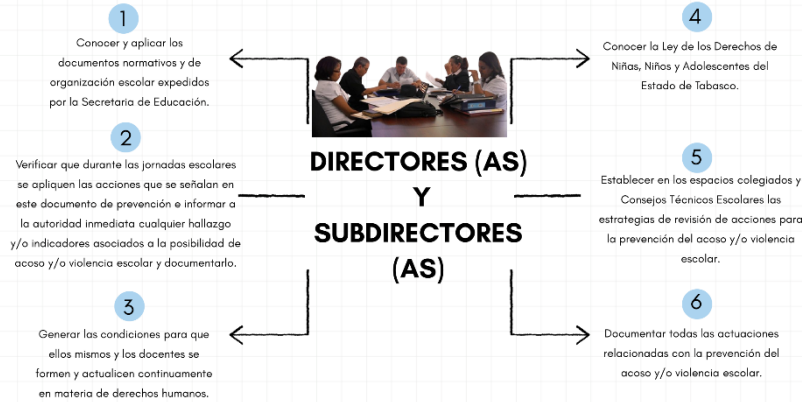 1
Conocer y aplicar los
documentos normativos y de
organización escolar expedidos
por la Secretaria de Educación.
2
Verificar que durante las jornadas escolares
se apliquen las acciones que se señalan en
este documento de prevención e informar a
la autoridad inmediata cualquier hallazgo
y/o indicadores asociados a la posibilidad de
acoso y/o violencia escolar y documentarlo.
3
Generar las condiciones para que
ellos mismos y los docentes se
formen y actualicen continuamente
en materia de derechos humanos.
DIRECTORES (AS)
Y
SUBDIRECTORES
(AS)
4
Conocer la Ley de los Derechos de
Niñas, Niños y Adolescentes del
Estado de Tabasco.
5
Establecer en los espacios colegiados y
Consejos Técnicos Escolares las
estrategias de revisión de acciones para
la prevención del acoso y/o violencia
escolar.
6
Documentar todas las actuaciones
relacionadas con la prevención del
acoso y/o violencia escolar.